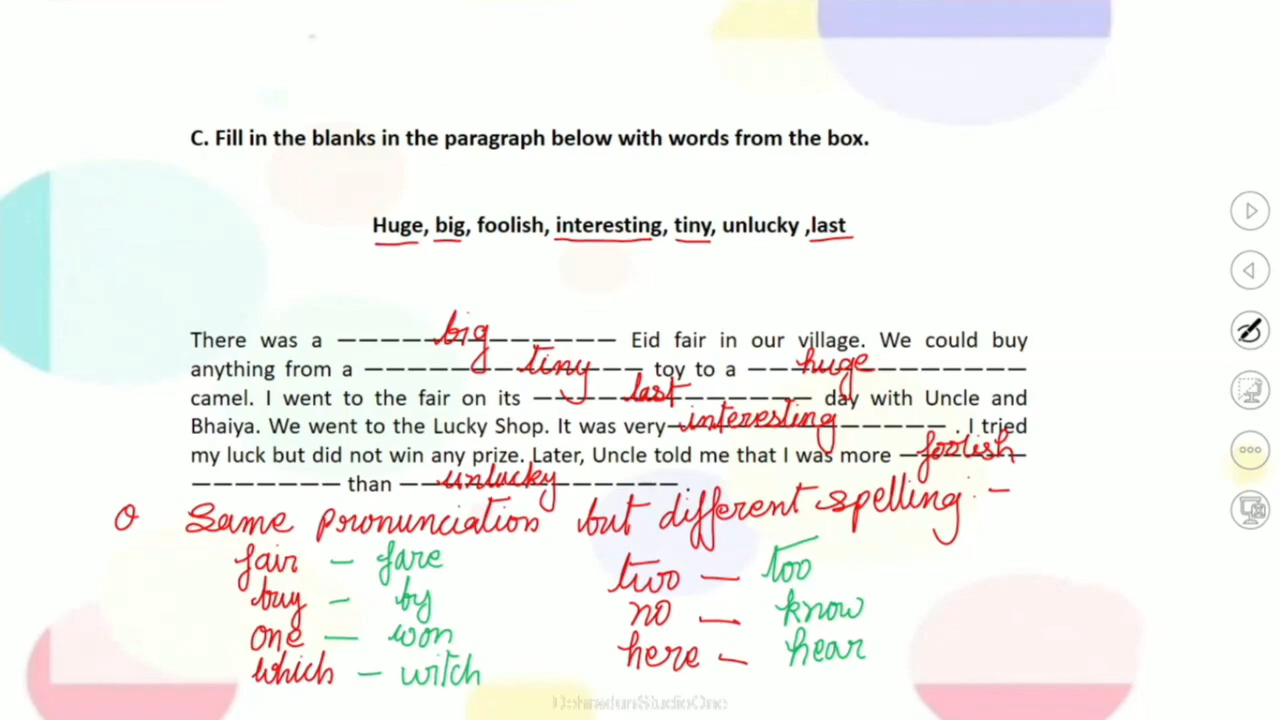 C. Fill in the blanks in the paragraph below with words from the box.
Huge, big, foolish, interesting, tiny, unlucky ,last
There was a big Eid fair in our village. We could buy
anything from a tiny toy to a huge
camel. I went to the fair on its last day with Uncle and
Bhaiya. We went to the Lucky Shop. It was very interesting . I tried
my luck but did not win any prize. Later, Uncle told me that I was more foolish
than unlucky .
Same pronunciation but different spelling :-
fair - fare two - too
buy - by no - know
one - won here - hear
which - witch
DehradunStudioOne